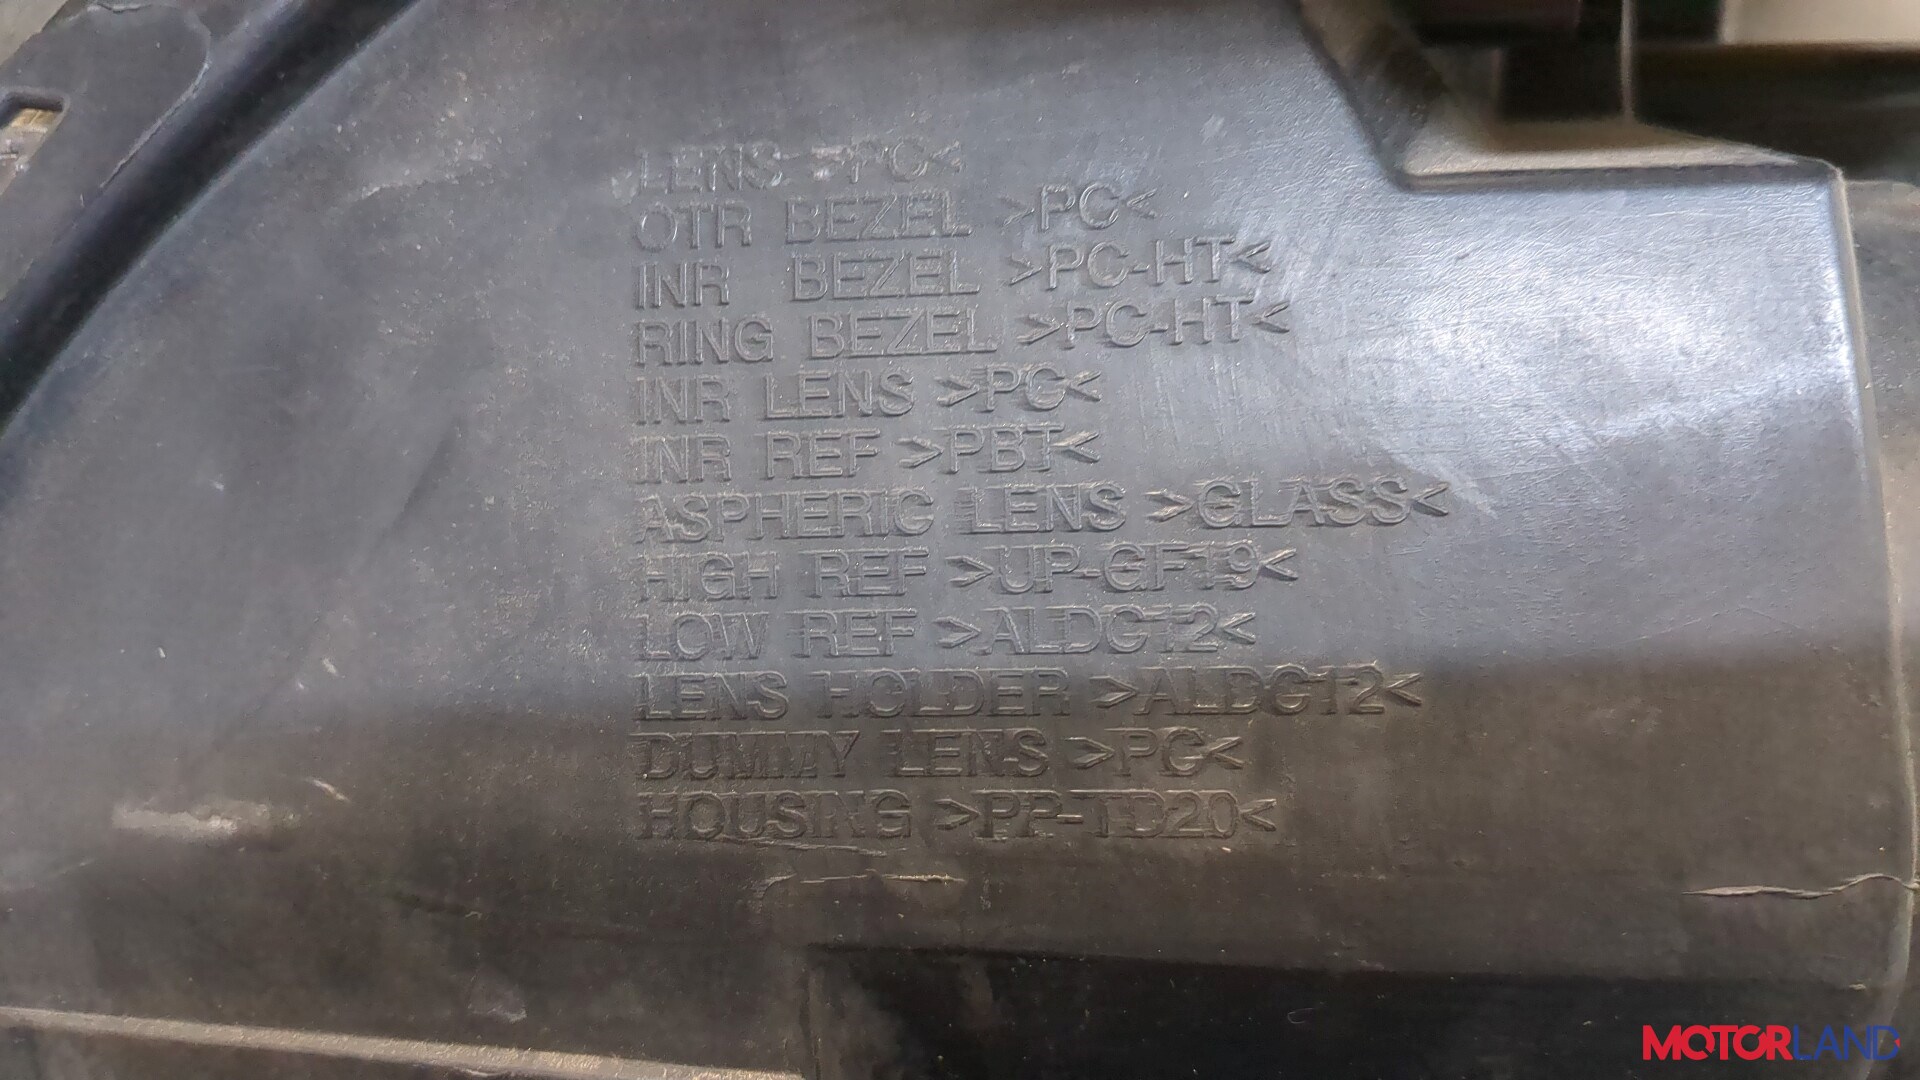 LENS >PC<
OTR BEZEL >PC<
INR BEZEL >PC-HT<
RING BEZEL >PC-HT<
INR LENS >PC<
INR REF >PBT<
ASPHERIC LENS >GLASS<
HIGH REF >UP-GF19<
LOW REF >ALDC12<
LENS HOLDER >ALDC12<
DUMMY LENS >PC<
HOUSING >PP-TD20<
MOTORLAND